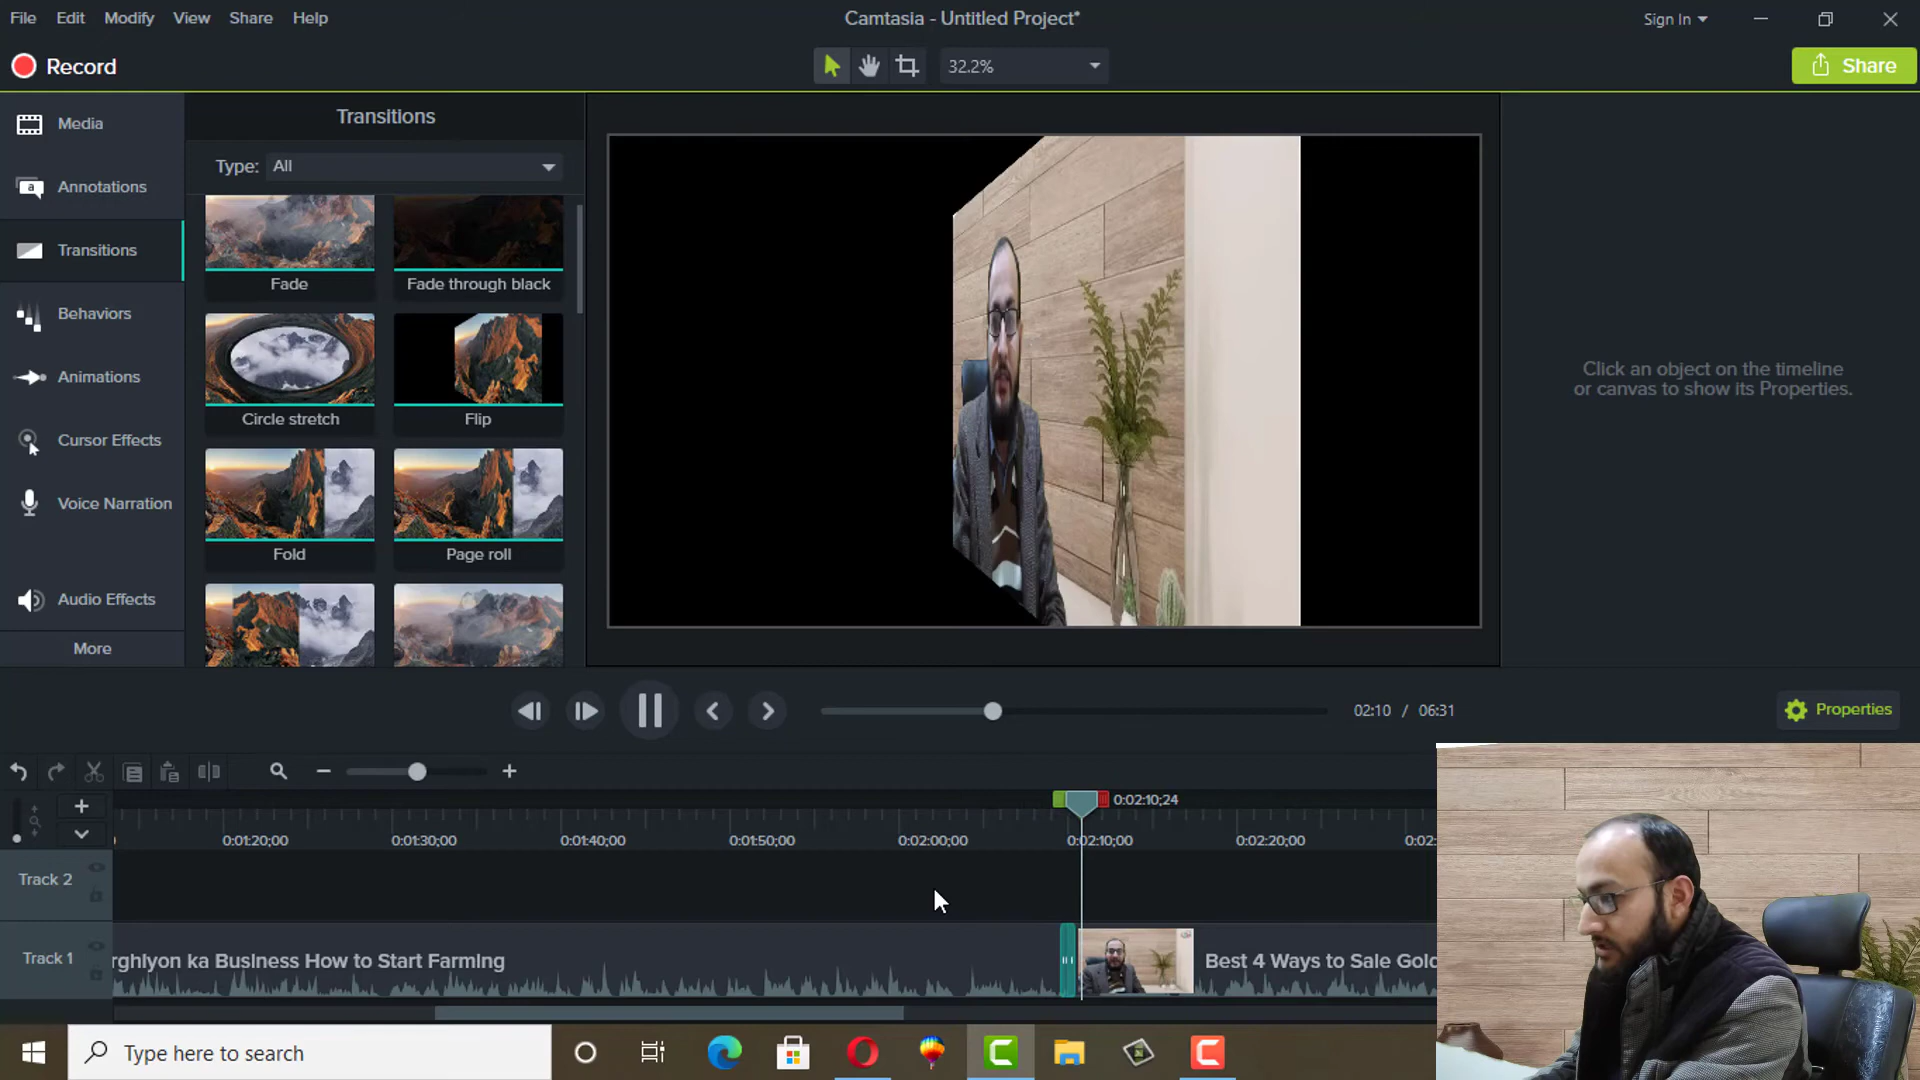 File Edit Modify View Share Help
Camtasia - Untitled Project*
Sign In
Record
32.2%
Share
Media
Annotations
Transitions
Behaviors
Animations
Cursor Effects
Voice Narration
Audio Effects
More
Transitions
Type: All
Fade
Fade through black
Circle stretch
Flip
Fold
Page roll
Click an object on the timeline
or canvas to show its Properties.
02:10 / 06:31
Properties
0:02:10;24
0:01:20;00 0:01:30;00 0:01:40;00 0:01:50;00 0:02:00;00 0:02:10;00 0:02:20;00 0:02:
Track 2
Track 1
rghlyon ka Business How to Start Farming
Best 4 Ways to Sale Gold
Type here to search